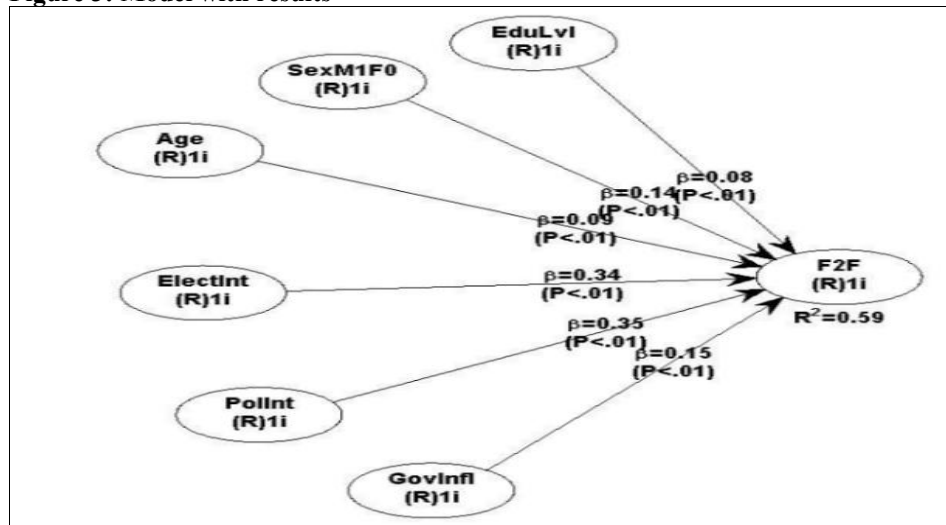 Figure 3: Model with results
EduLvl
(R)1i
SexM1F0
(R)1i
Age
(R)1i
β=0.08
(P<.01)
β=0.14
(P<.01)
β=0.09
(P<.01)
ElectInt
(R)1i
β=0.34
(P<.01)
F2F
(R)1i
R²=0.59
β=0.35
(P<.01)
β=0.15
(P<.01)
PolInt
(R)1i
GovInfl
(R)1i